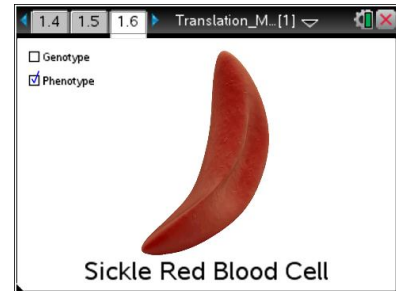 1.4 1.5 1.6 Translation_M...[1]
Genotype
Phenotype
Sickle Red Blood Cell